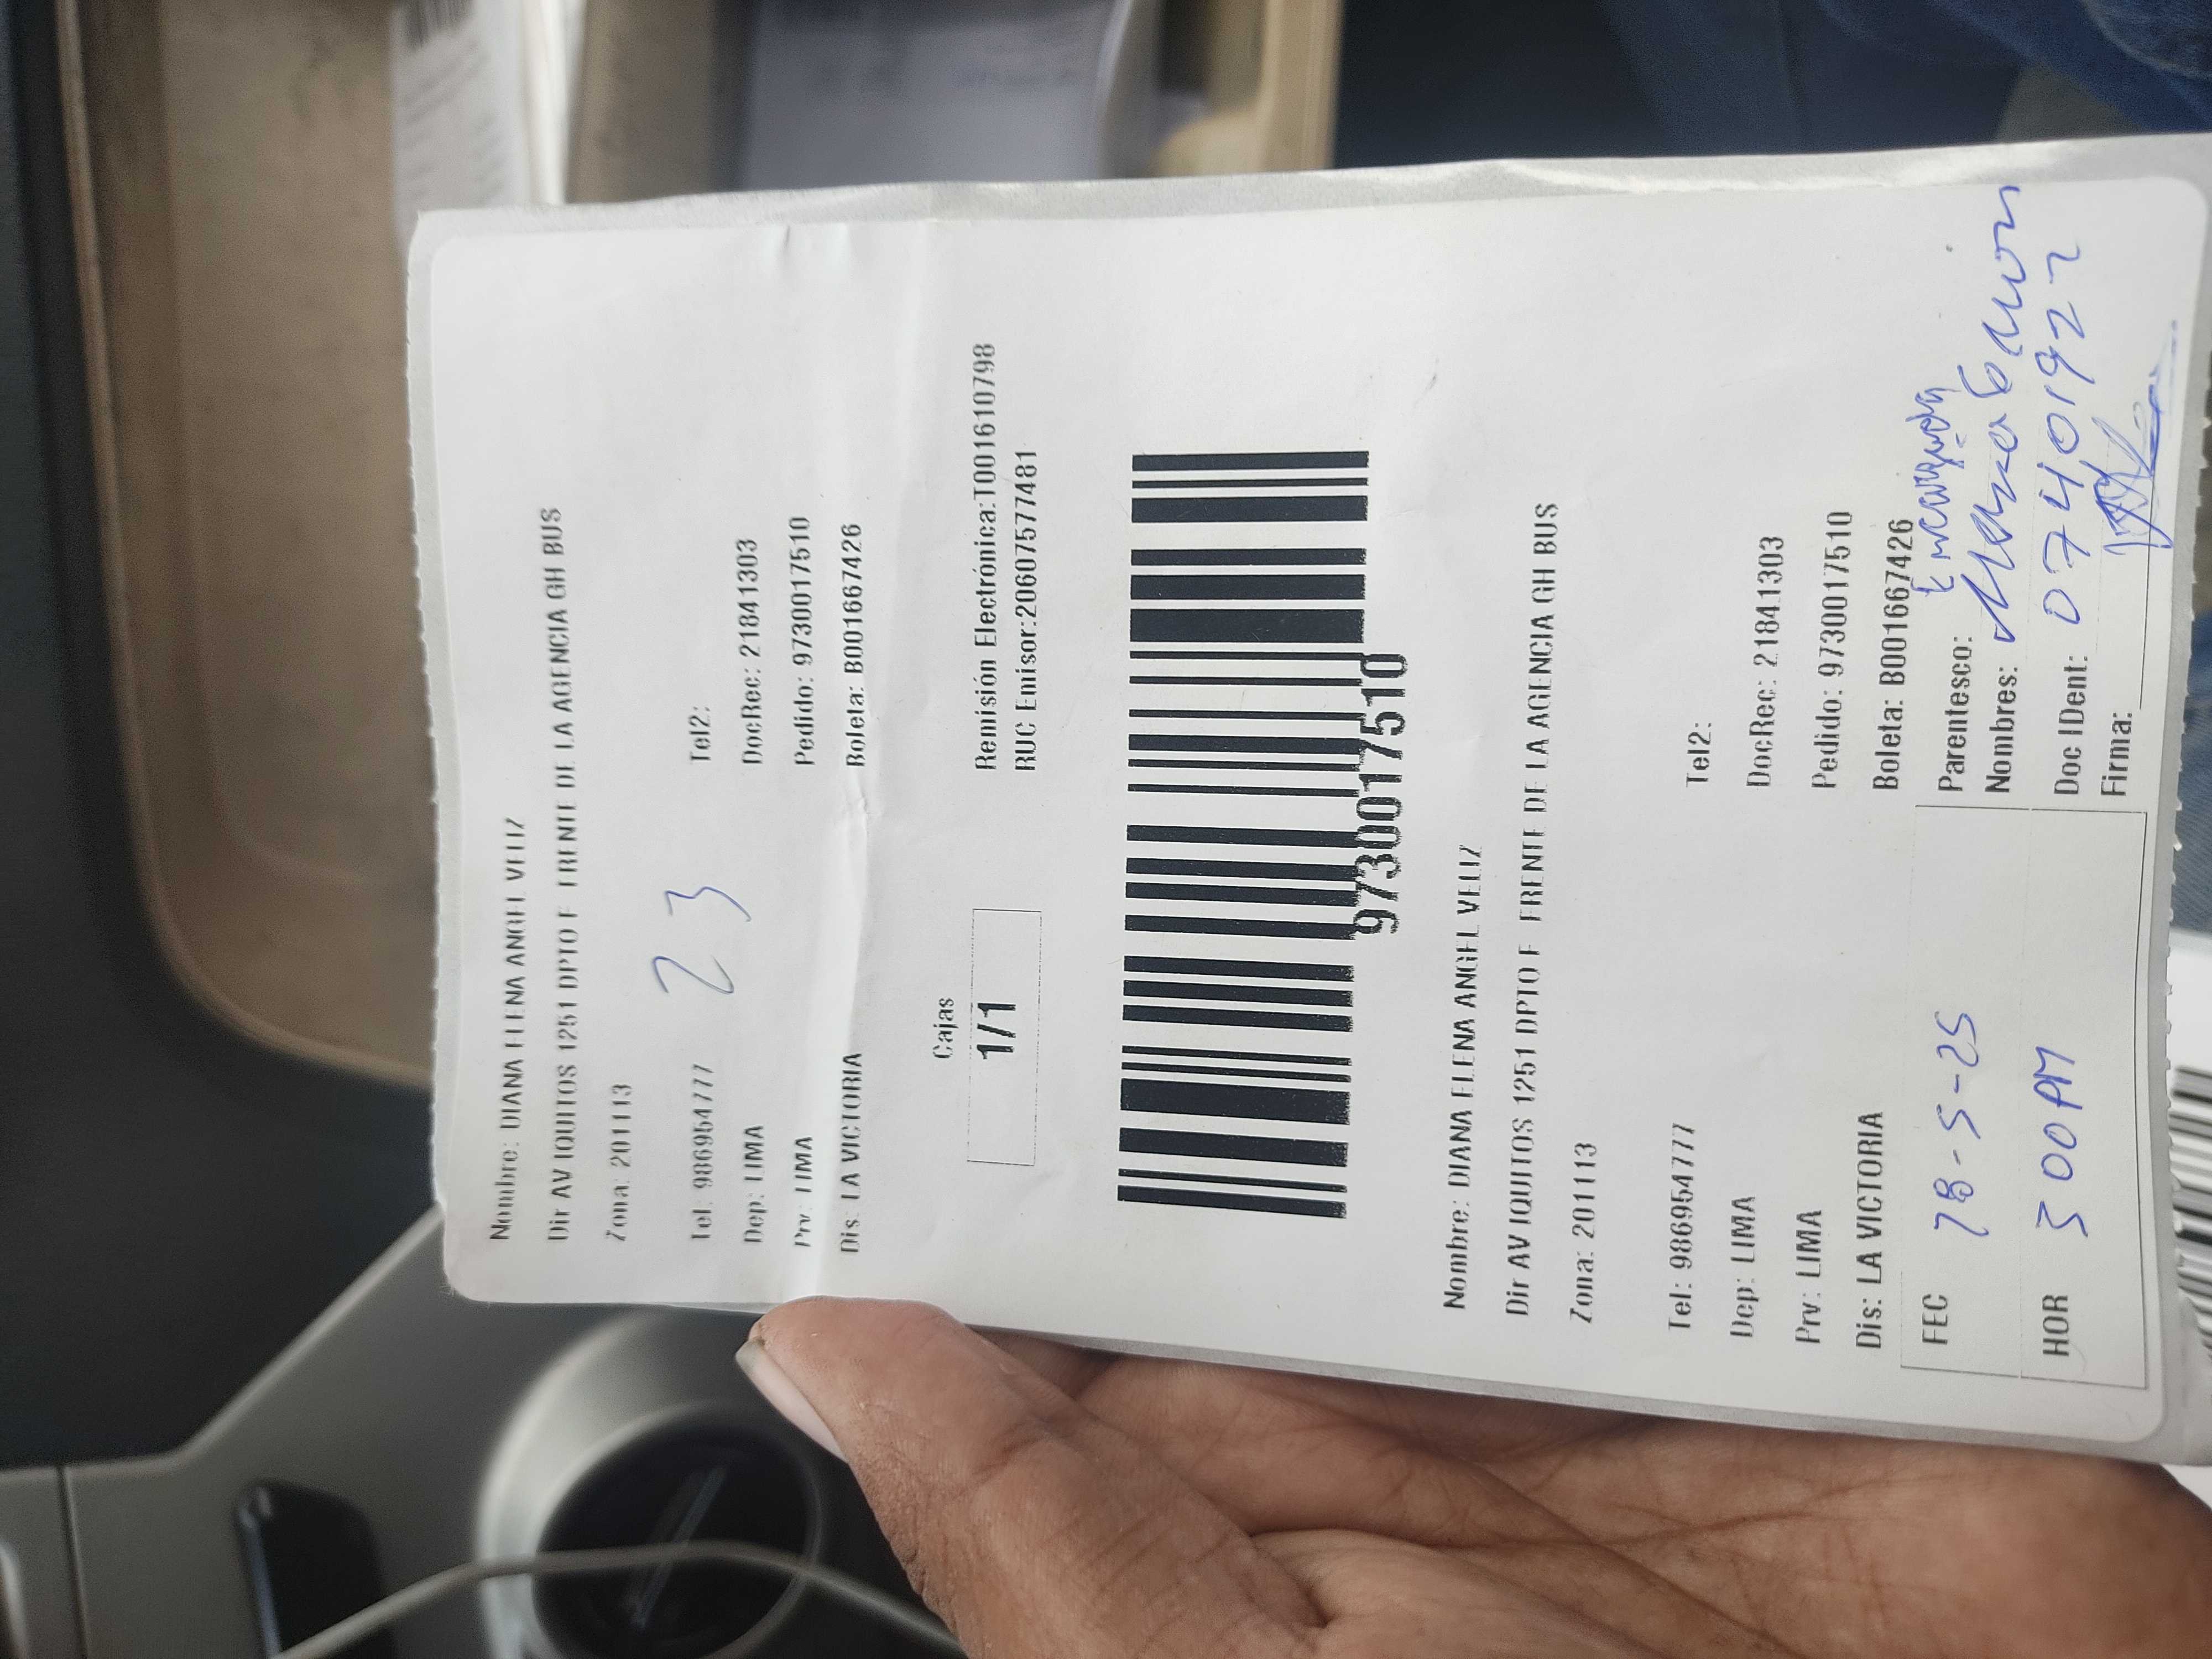 Nombre: DIANA ELENA ANGEL VELIZ
Dir AV IQUITOS 1251 DPTO F FRENTE DE LA AGENCIA GH BUS
Zona: 201113
23
Tel: 986954777 Tel2:
Dep: LIMA DocRec: 21841303
Prv: LIMA Pedido: 9730017510
Dis: LA VICTORIA Boleta: B001667426
Cajas
1/1
Remisión Electrónica:T001610798
RUC Emisor:20607577481
9730017510
Nombre: DIANA ELENA ANGEL VELIZ
Dir AV IQUITOS 1251 DPTO F FRENTE DE LA AGENCIA GH BUS
Zona: 201113
Tel: 986954777 Tel2:
Dep: LIMA DocRec: 21841303
Prv: LIMA Pedido: 9730017510
Dis: LA VICTORIA Boleta: B001667426
FEC 28-5-25 Parentesco: Encargada
Nombres:
HOR 3 00 PM Doc IDent: 07401927
Firma: